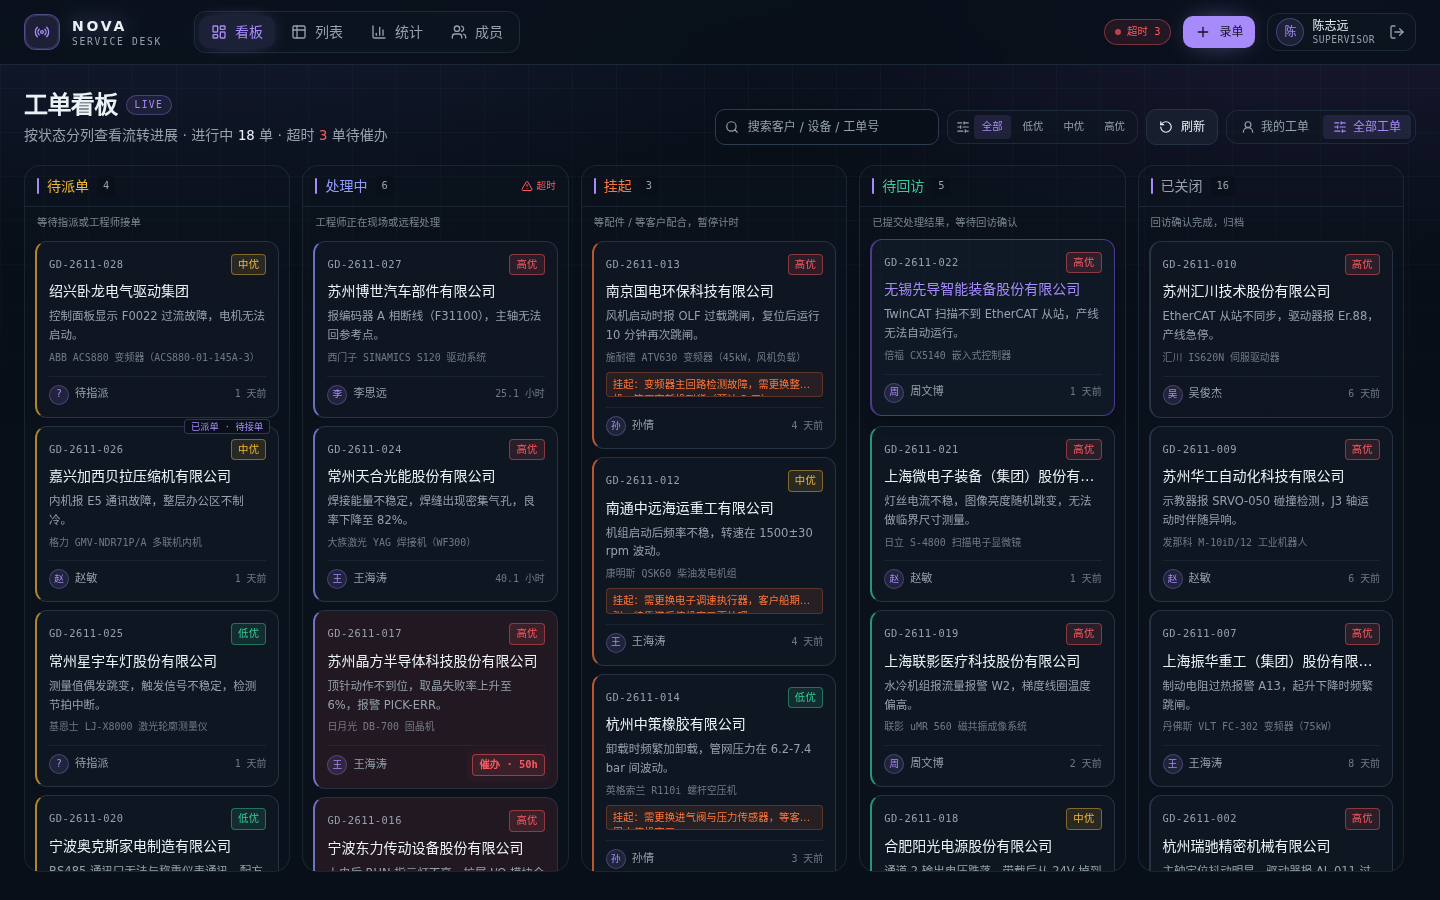 NOVA
SERVICE DESK
看板
列表
统计
成员
超时 3
录单
陈
陈志远
SUPERVISOR
工单看板
LIVE
按状态分列查看流转进展 · 进行中 18 单 · 超时 3 单待催办
搜索客户 / 设备 / 工单号
全部
低优
中优
高优
刷新
我的工单
全部工单
待派单 4
等待指派或工程师接单
GD-2611-028
中优
绍兴卧龙电气驱动集团
控制面板显示 F0022 过流故障，电机无法
启动。
ABB ACS880 变频器（ACS880-01-145A-3）
?
待指派
1 天前
已派单 · 待接单
GD-2611-026
中优
嘉兴加西贝拉压缩机有限公司
内机报 E5 通讯故障，整层办公区不制
冷。
格力 GMV-NDR71P/A 多联机内机
赵
赵敏
1 天前
GD-2611-025
低优
常州星宇车灯股份有限公司
测量值偶发跳变，触发信号不稳定，检测
节拍中断。
基恩士 LJ-X8000 激光轮廓测量仪
?
待指派
1 天前
GD-2611-020
低优
宁波奥克斯家电制造有限公司
处理中 6
超时
工程师正在现场或远程处理
GD-2611-027
高优
苏州博世汽车部件有限公司
报编码器 A 相断线（F31100），主轴无法
回参考点。
西门子 SINAMICS S120 驱动系统
李
李思远
25.1 小时
GD-2611-024
高优
常州天合光能股份有限公司
焊接能量不稳定，焊缝出现密集气孔，良
率下降至 82%。
大族激光 YAG 焊接机（WF300）
王
王海涛
40.1 小时
GD-2611-017
高优
苏州晶方半导体科技股份有限公司
顶针动作不到位，取晶失败率上升至
6%，报警 PICK-ERR。
日月光 DB-700 固晶机
王
王海涛
催办 · 50h
GD-2611-016
高优
宁波东力传动设备股份有限公司
挂起 3
等配件 / 等客户配合，暂停计时
GD-2611-013
高优
南京国电环保科技有限公司
风机启动时报 OLF 过载跳闸，复位后运行
10 分钟再次跳闸。
施耐德 ATV630 变频器（45kW，风机负载）
挂起：变频器主回路检测故障，需更换整…
孙
孙倩
4 天前
GD-2611-012
中优
南通中远海运重工有限公司
机组启动后频率不稳，转速在 1500±30
rpm 波动。
康明斯 QSK60 柴油发电机组
挂起：需更换电子调速执行器，客户船期…
王
王海涛
4 天前
GD-2611-014
低优
杭州中策橡胶有限公司
卸载时频繁加卸载，管网压力在 6.2-7.4
bar 间波动。
英格索兰 R110i 螺杆空压机
挂起：需更换进气阀与压力传感器，等客…
孙
孙倩
3 天前
待回访 5
已提交处理结果，等待回访确认
GD-2611-022
高优
无锡先导智能装备股份有限公司
TwinCAT 扫描不到 EtherCAT 从站，产线
无法自动运行。
倍福 CX5140 嵌入式控制器
周
周文博
1 天前
GD-2611-021
高优
上海微电子装备（集团）股份有…
灯丝电流不稳，图像亮度随机跳变，无法
做临界尺寸测量。
日立 S-4800 扫描电子显微镜
赵
赵敏
1 天前
GD-2611-019
高优
上海联影医疗科技股份有限公司
水冷机组报流量报警 W2，梯度线圈温度
偏高。
联影 uMR 560 磁共振成像系统
周
周文博
2 天前
GD-2611-018
中优
合肥阳光电源股份有限公司
已关闭 16
回访确认完成，归档
GD-2611-010
高优
苏州汇川技术股份有限公司
EtherCAT 从站不同步，驱动器报 Er.88，
产线急停。
汇川 IS620N 伺服驱动器
吴
吴俊杰
6 天前
GD-2611-009
高优
苏州华工自动化科技有限公司
示教器报 SRVO-050 碰撞检测，J3 轴运
动时伴随异响。
发那科 M-10iD/12 工业机器人
赵
赵敏
6 天前
GD-2611-007
高优
上海振华重工（集团）股份有限…
制动电阻过热报警 A13，起升下降时频繁
跳闸。
丹佛斯 VLT FC-302 变频器（75kW）
王
王海涛
8 天前
GD-2611-002
高优
杭州瑞驰精密机械有限公司